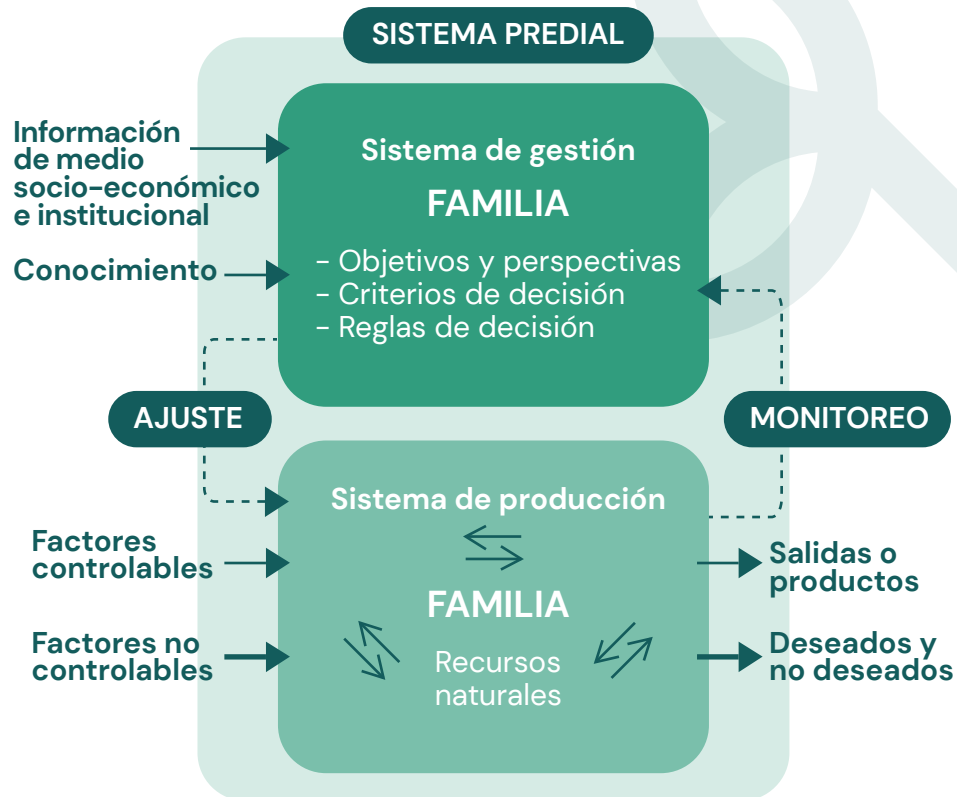 SISTEMA PREDIAL
Información
de medio
socio-económico
e institucional
Conocimiento
Sistema de gestión
FAMILIA
- Objetivos y perspectivas
- Criterios de decisión
- Reglas de decisión
AJUSTE
MONITOREO
Sistema de producción
FAMILIA
Recursos
naturales
Factores
controlables
Factores no
controlables
Salidas o
productos
Deseados y
no deseados